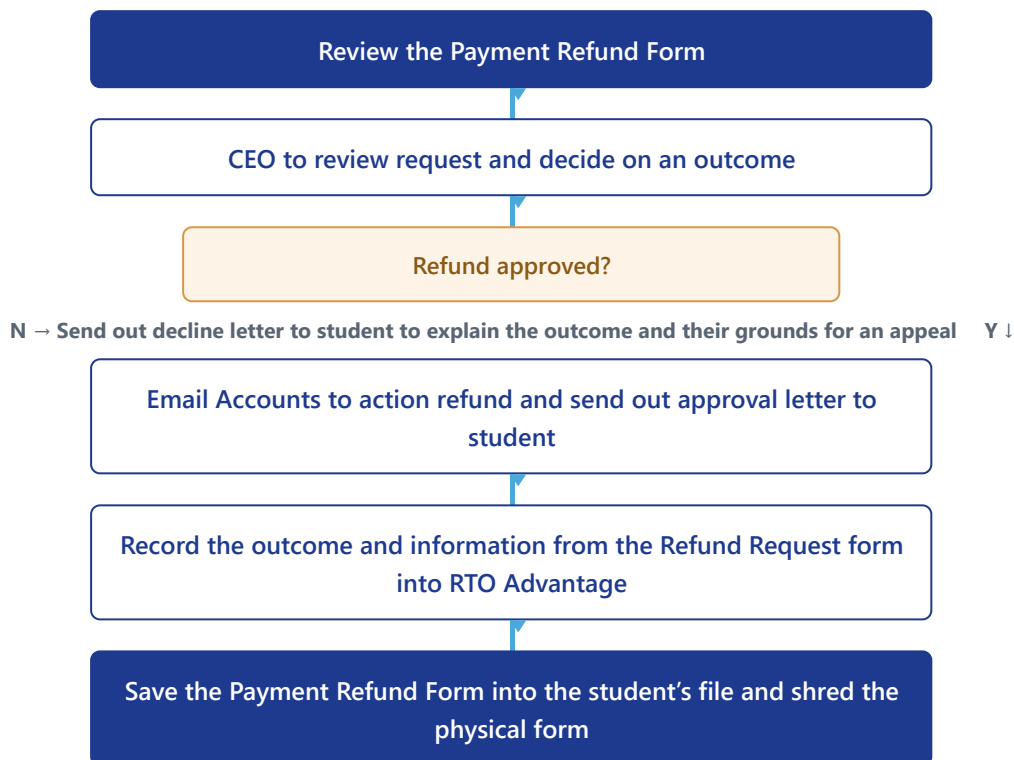 Review the Payment Refund Form
CEO to review request and decide on an outcome
Refund approved?
N → Send out decline letter to student to explain the outcome and their grounds for an appeal Y ↓
Email Accounts to action refund and send out approval letter to
student
Record the outcome and information from the Refund Request form
into RTO Advantage
Save the Payment Refund Form into the student’s file and shred the
physical form